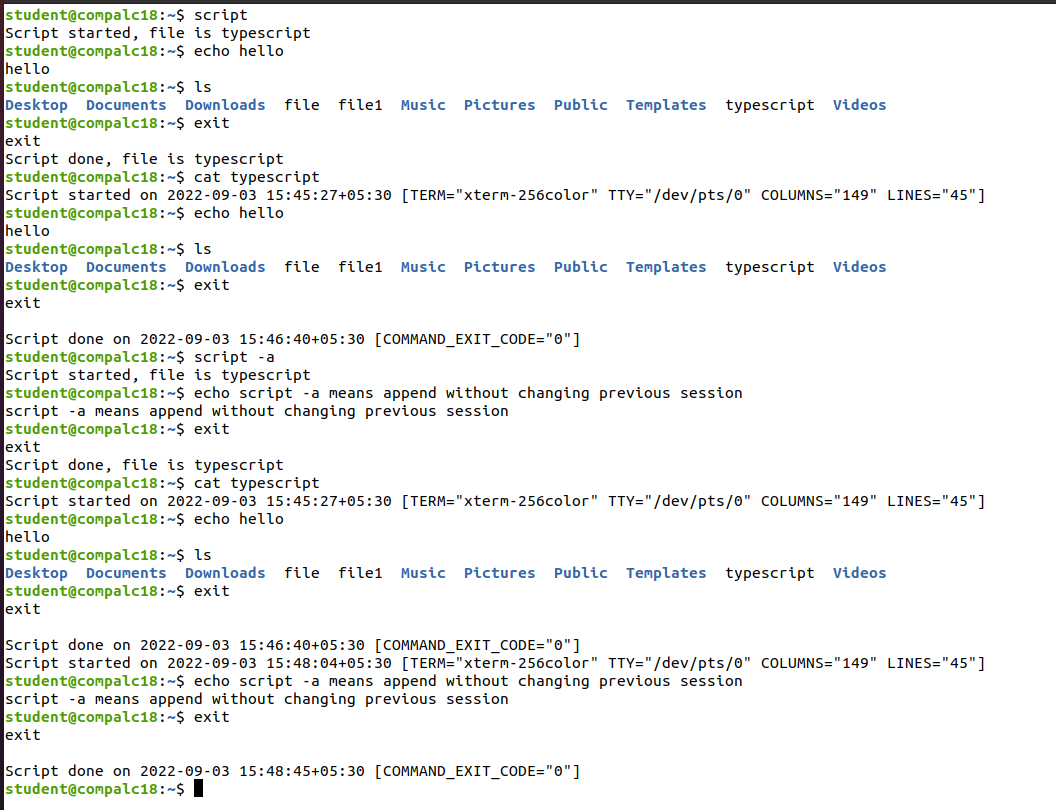 student@compalc18:~$ script
Script started, file is typescript
student@compalc18:~$ echo hello
hello
student@compalc18:~$ ls
Desktop  Documents  Downloads  file  file1  Music  Pictures  Public  Templates  typescript  Videos
student@compalc18:~$ exit
exit
Script done, file is typescript
student@compalc18:~$ cat typescript
Script started on 2022-09-03 15:45:27+05:30 [TERM="xterm-256color" TTY="/dev/pts/0" COLUMNS="149" LINES="45"]
student@compalc18:~$ echo hello
hello
student@compalc18:~$ ls
Desktop  Documents  Downloads  file  file1  Music  Pictures  Public  Templates  typescript  Videos
student@compalc18:~$ exit
exit

Script done on 2022-09-03 15:46:40+05:30 [COMMAND_EXIT_CODE="0"]
student@compalc18:~$ script -a
Script started, file is typescript
student@compalc18:~$ echo script -a means append without changing previous session
script -a means append without changing previous session
student@compalc18:~$ exit
exit
Script done, file is typescript
student@compalc18:~$ cat typescript
Script started on 2022-09-03 15:45:27+05:30 [TERM="xterm-256color" TTY="/dev/pts/0" COLUMNS="149" LINES="45"]
student@compalc18:~$ echo hello
hello
student@compalc18:~$ ls
Desktop  Documents  Downloads  file  file1  Music  Pictures  Public  Templates  typescript  Videos
student@compalc18:~$ exit
exit

Script done on 2022-09-03 15:46:40+05:30 [COMMAND_EXIT_CODE="0"]
Script started on 2022-09-03 15:48:04+05:30 [TERM="xterm-256color" TTY="/dev/pts/0" COLUMNS="149" LINES="45"]
student@compalc18:~$ echo script -a means append without changing previous session
script -a means append without changing previous session
student@compalc18:~$ exit
exit

Script done on 2022-09-03 15:48:45+05:30 [COMMAND_EXIT_CODE="0"]
student@compalc18:~$